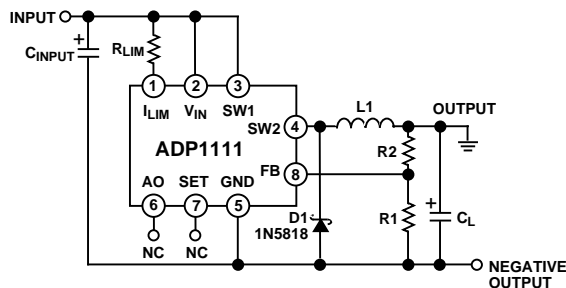 INPUT
CINPUT
+
RLIM
1
2
3
ILIM
VIN
SW1
SW2
4
L1
OUTPUT
ADP1111
R2
FB
8
AO
SET
GND
6
7
5
NC
NC
D1
1N5818
R1
+
CL
NEGATIVE
OUTPUT